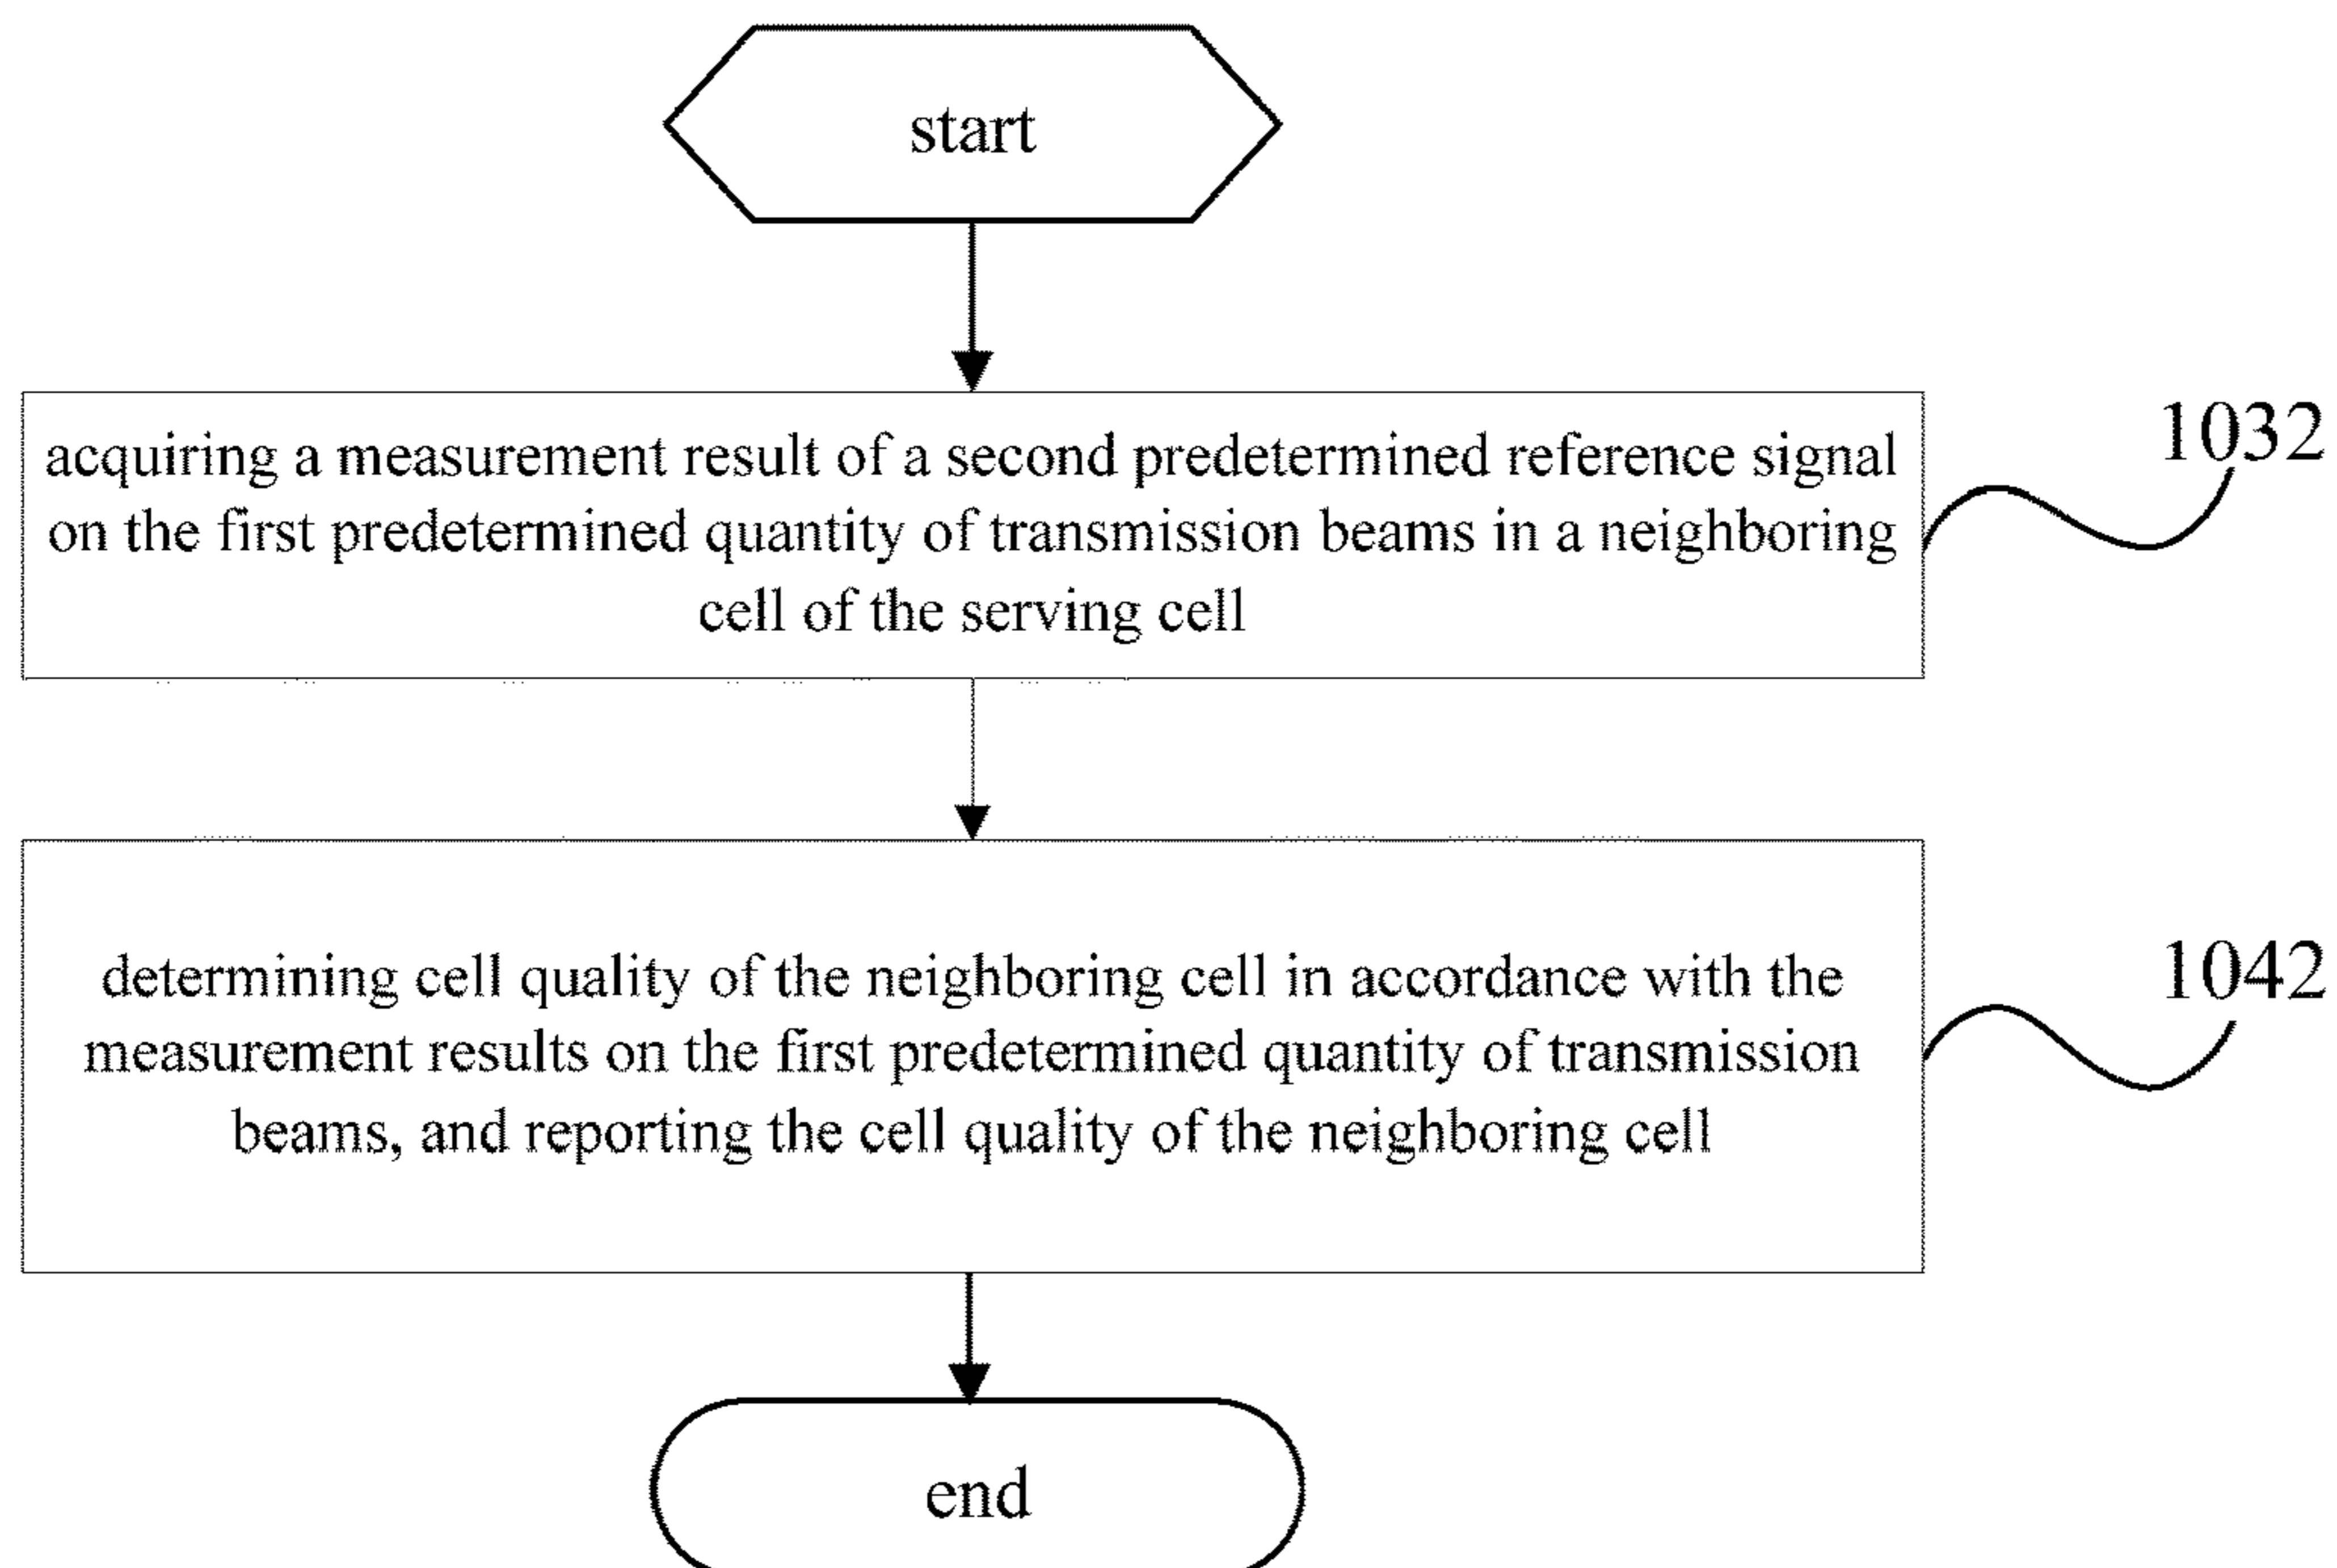 start
acquiring a measurement result of a second predetermined reference signal
on the first predetermined quantity of transmission beams in a neighboring
cell of the serving cell
1032
determining cell quality of the neighboring cell in accordance with the
measurement results on the first predetermined quantity of transmission
beams, and reporting the cell quality of the neighboring cell
1042
end